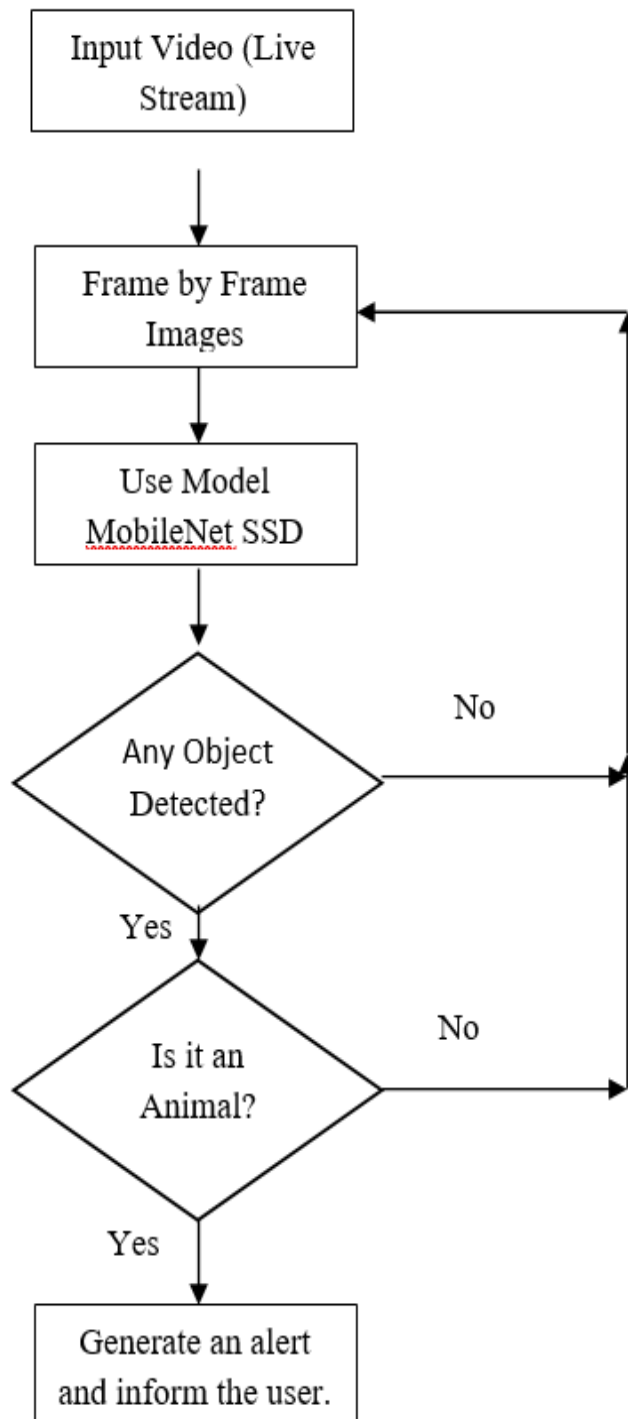 Input Video (Live
Stream)
Frame by Frame
Images
Use Model
MobileNet SSD
Any Object
Detected?
No
Yes
Is it an
Animal?
No
Yes
Generate an alert
and inform the user.